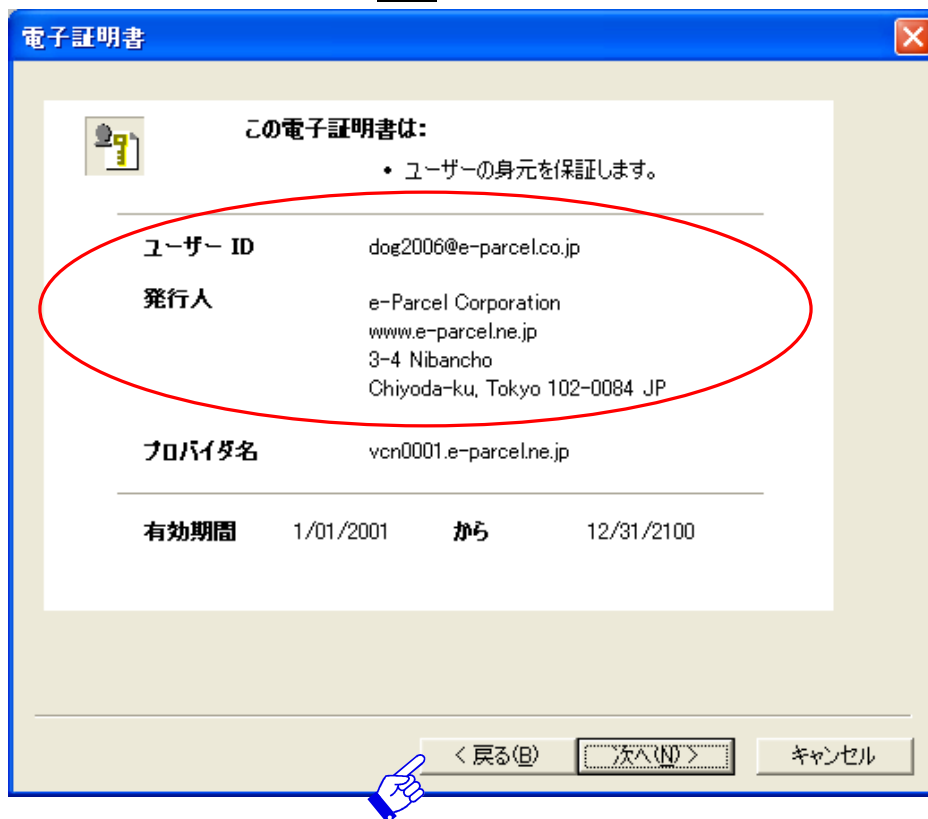 電子証明書
この電子証明書は:
• ユーザーの身元を保証します。
ユーザー ID dog2006@e-parcel.co.jp
発行人 e-Parcel Corporation
www.e-parcel.ne.jp
3-4 Nibancho
Chiyoda-ku, Tokyo 102-0084 JP
プロバイダ名 vcn0001.e-parcel.ne.jp
有効期間 1/01/2001 から 12/31/2100
< 戻る(B) 次へ(N) > キャンセル